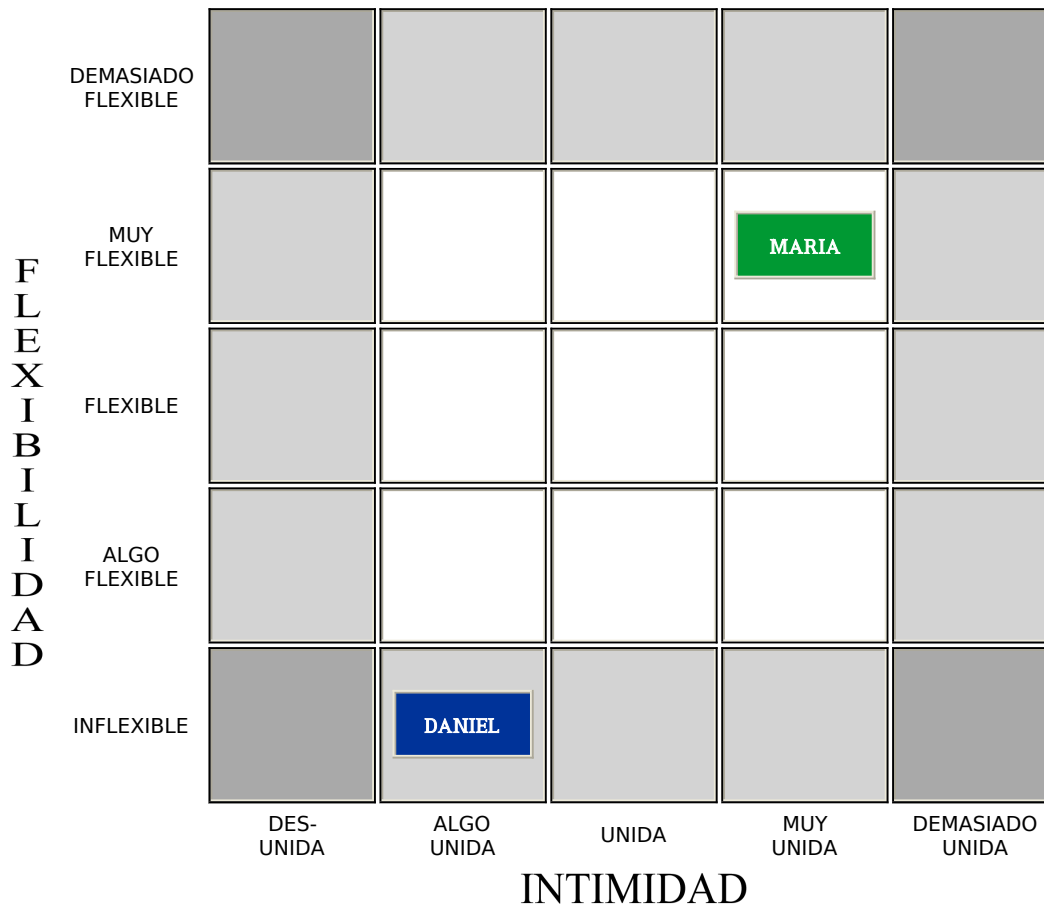 DEMASIADO
FLEXIBLE
MUY
FLEXIBLE
MARIA
FLEXIBILIDAD
FLEXIBLE
ALGO
FLEXIBLE
INFLEXIBLE
DANIEL
DES-
UNIDA
ALGO
UNIDA
UNIDA
MUY
UNIDA
DEMASIADO
UNIDA
INTIMIDAD